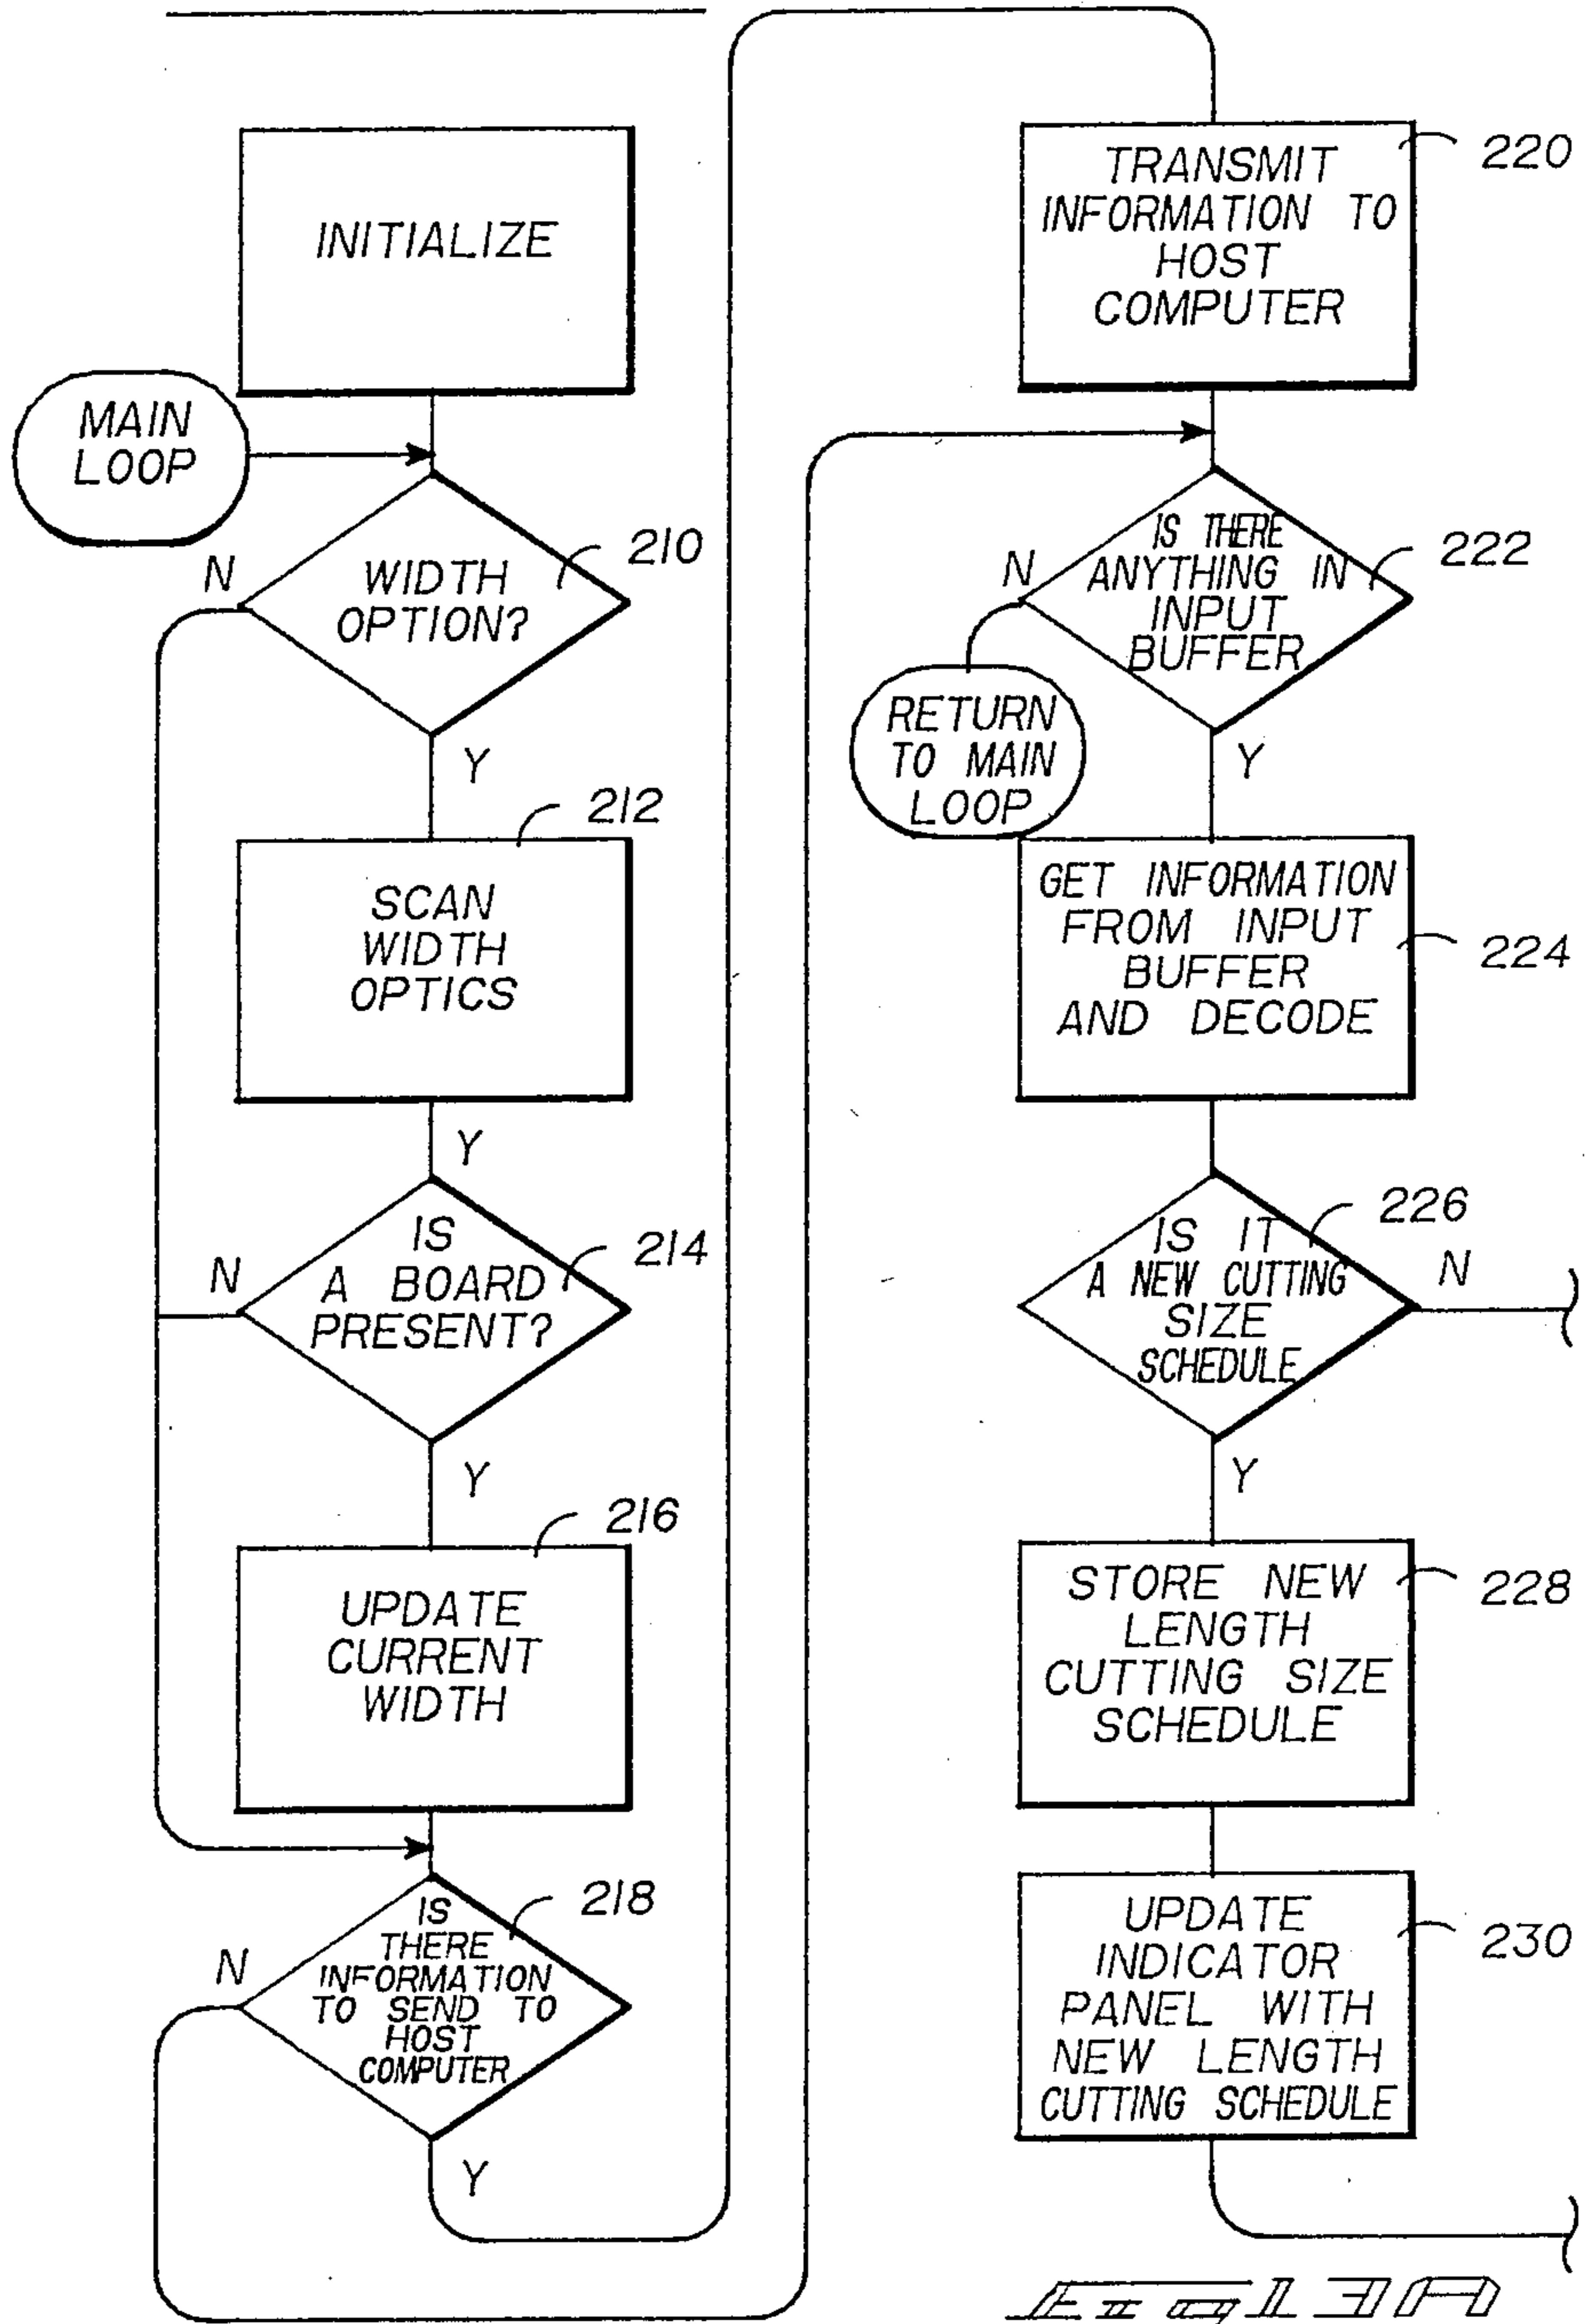 INITIALIZE
MAIN
LOOP
N
WIDTH
OPTION?
210
Y
212
SCAN
WIDTH
OPTICS
Y
IS
A BOARD
PRESENT?
214
N
Y
216
UPDATE
CURRENT
WIDTH
IS
THERE
INFORMATION
TO SEND TO
HOST
COMPUTER
218
N
Y
TRANSMIT
INFORMATION TO
HOST
COMPUTER
220
IS THERE
ANYTHING IN
INPUT
BUFFER
222
N
RETURN
TO MAIN
LOOP
Y
GET INFORMATION
FROM INPUT
BUFFER
AND DECODE
224
IS IT
A NEW CUTTING
SIZE
SCHEDULE
226
N
Y
STORE NEW
LENGTH
CUTTING SIZE
SCHEDULE
228
UPDATE
INDICATOR
PANEL WITH
NEW LENGTH
CUTTING SCHEDULE
230
Fig 13A